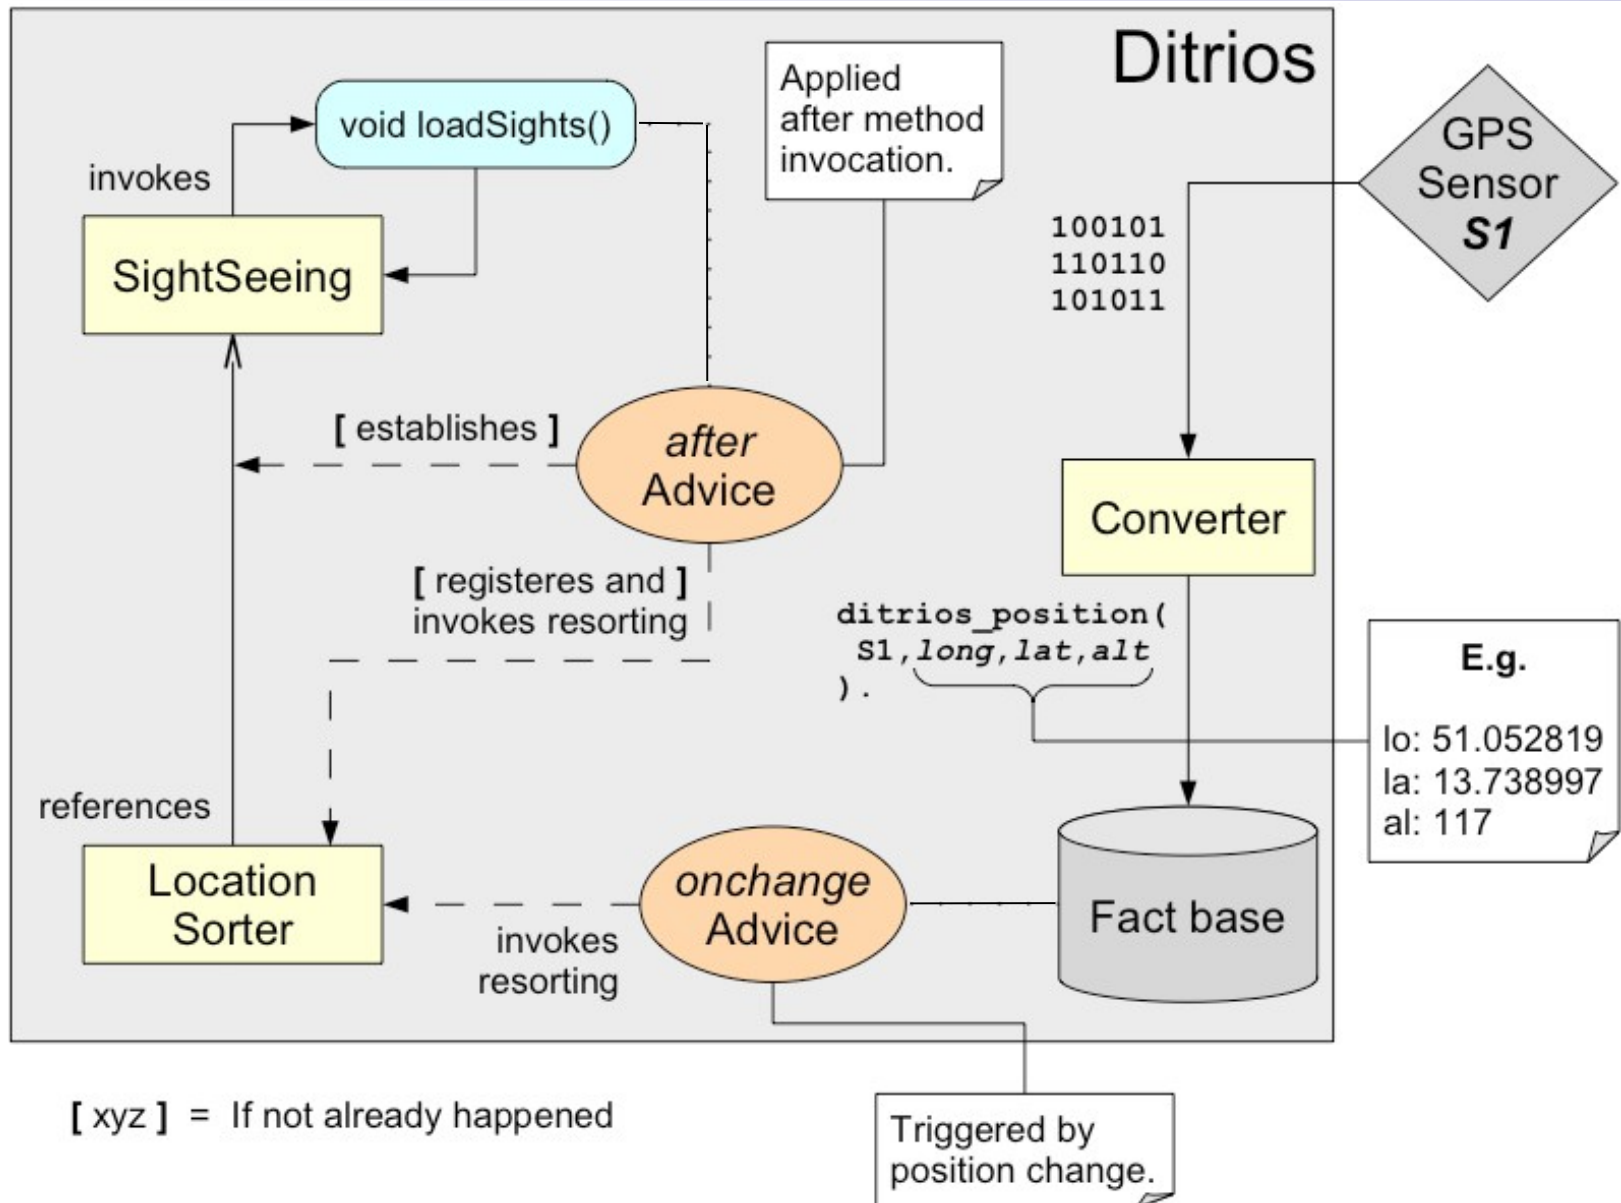 Ditrios
void loadSights()
Applied
after method
invocation.
GPS
Sensor
S1
invokes
100101
110110
101011
SightSeeing
[ establishes ]
after
Advice
Converter
[ registeres and ]
invokes resorting
ditrios_position(
S1,long,lat,alt
).
E.g.
lo: 51.052819
la: 13.738997
al: 117
references
Location
Sorter
onchange
Advice
Fact base
invokes
resorting
[ xyz ] = If not already happened
Triggered by
position change.